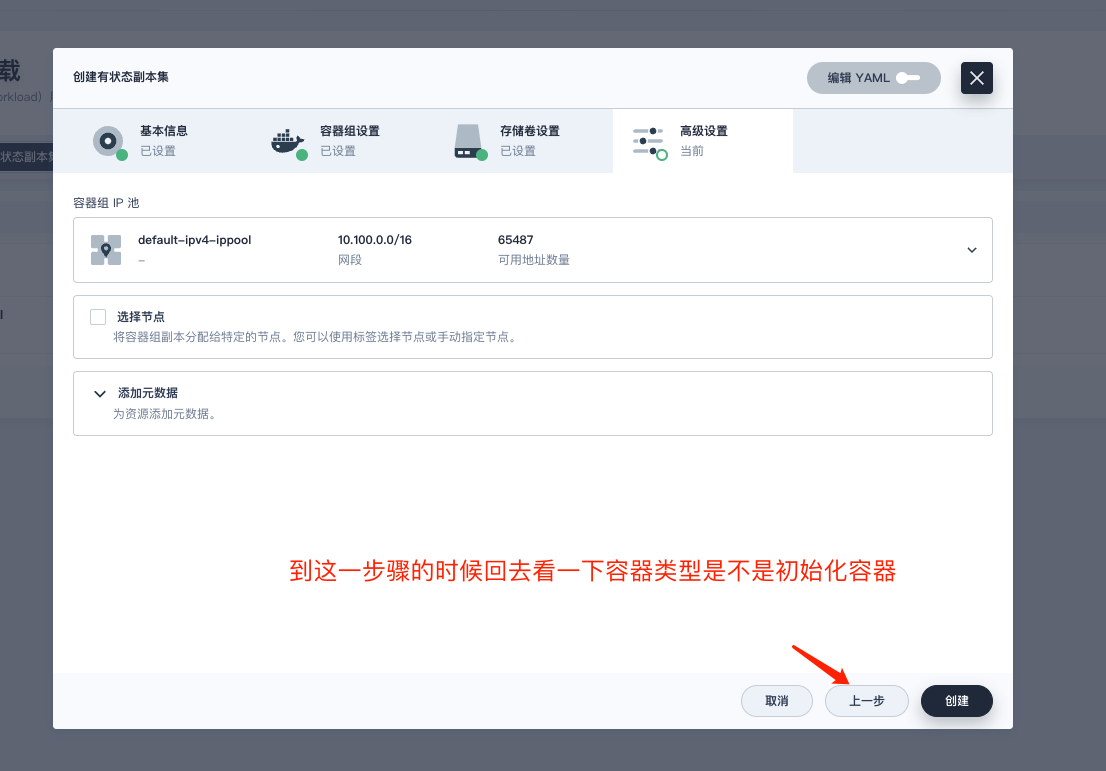 载
orkload）
创建有状态副本集
编辑 YAML
基本信息
已设置
容器组设置
已设置
存储卷设置
已设置
高级设置
当前
状态副本集
容器组 IP 池
default-ipv4-ippool
–
10.100.0.0/16
网段
65487
可用地址数量
选择节点
将容器组副本分配给特定的节点。您可以使用标签选择节点或手动指定节点。
添加元数据
为资源添加元数据。
到这一步骤的时候回去看一下容器类型是不是初始化容器
取消
上一步
创建